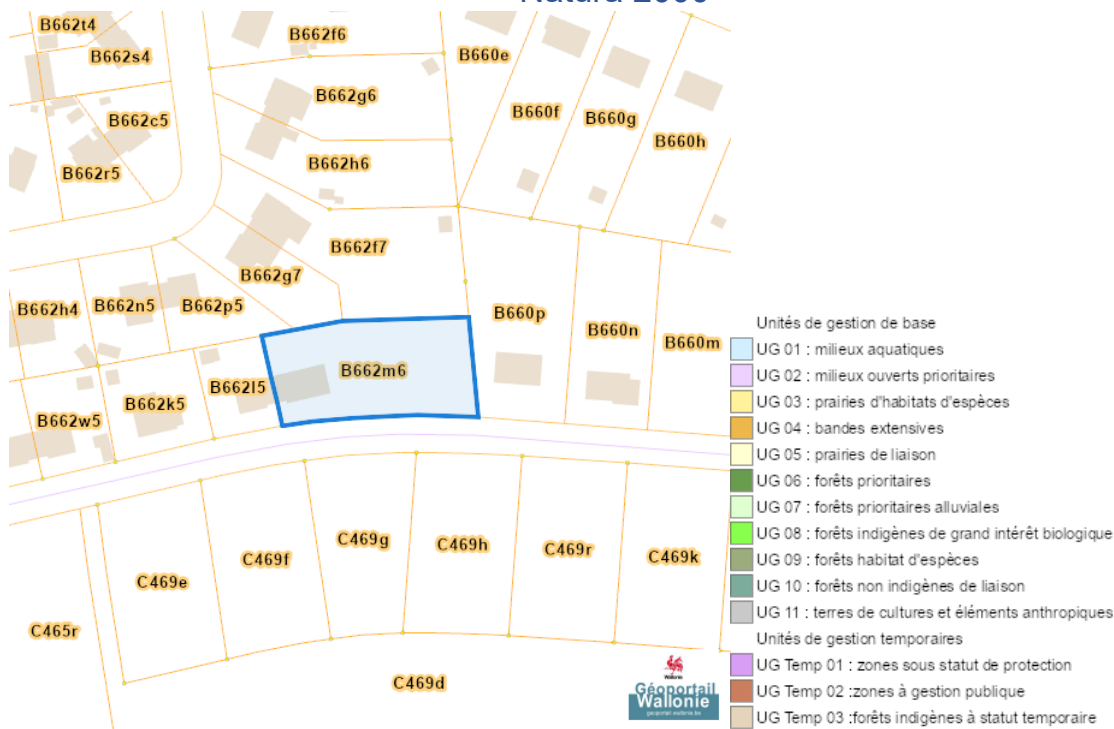 Natura 2000
B662t4
B662s4
B662f6
B660e
B662g6
B660f
B660g
B660h
B662c5
B662r5
B662h6
B662f7
B662g7
B662h4
B662n5
B662p5
B660p
B660n
B660m
B662m6
B662l5
B662k5
B662w5
C469g
C469h
C469r
C469f
C469k
C469e
C465r
C469d
Wallonie
Géoportail
Wallonie
geoportail.wallonie.be
Unités de gestion de base
UG 01 : milieux aquatiques
UG 02 : milieux ouverts prioritaires
UG 03 : prairies d'habitats d'espèces
UG 04 : bandes extensives
UG 05 : prairies de liaison
UG 06 : forêts prioritaires
UG 07 : forêts prioritaires alluviales
UG 08 : forêts indigènes de grand intérêt biologique
UG 09 : forêts habitat d'espèces
UG 10 : forêts non indigènes de liaison
UG 11 : terres de cultures et éléments anthropiques
Unités de gestion temporaires
UG Temp 01 : zones sous statut de protection
UG Temp 02 :zones à gestion publique
UG Temp 03 :forêts indigènes à statut temporaire